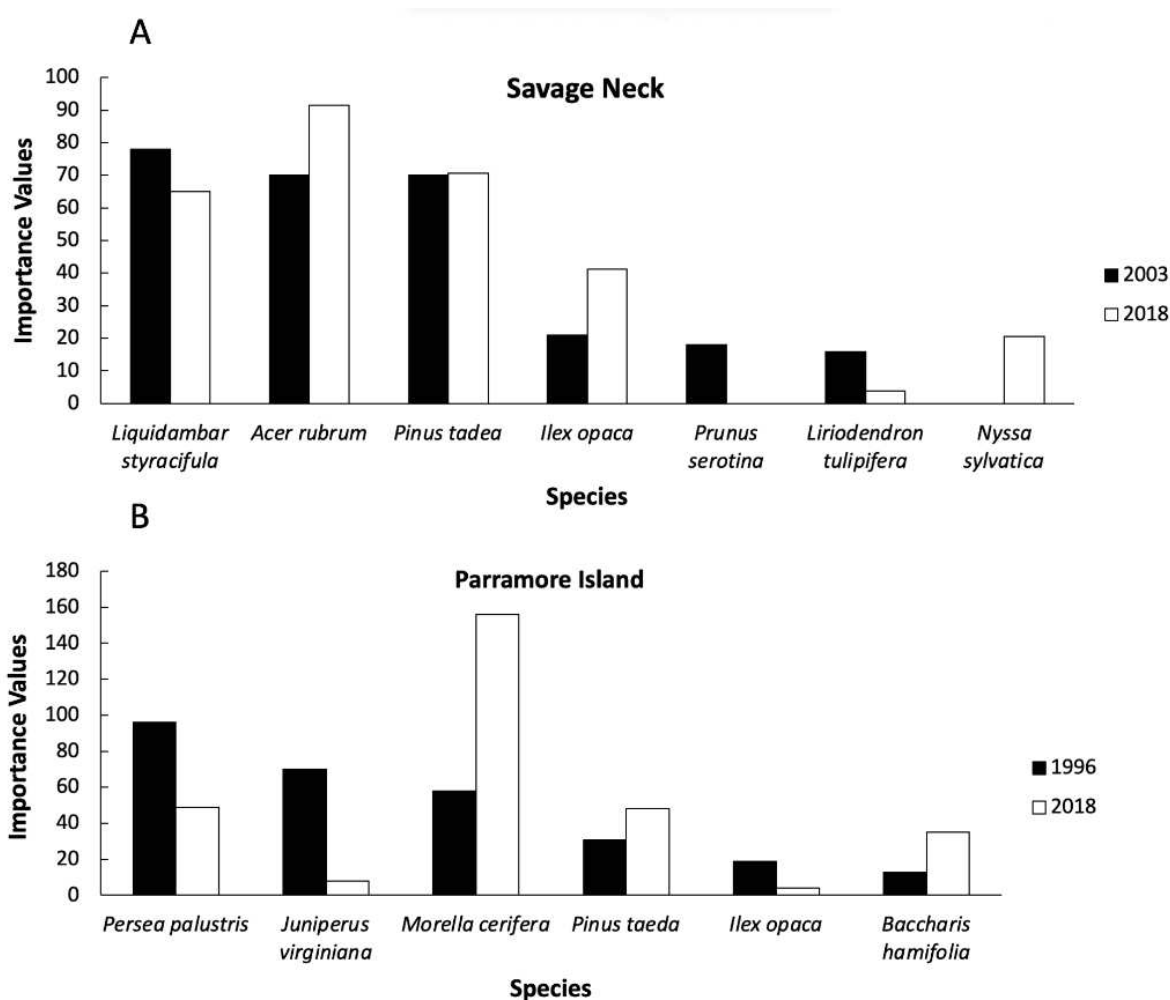 A
Savage Neck
100
90
80
70
60
50
40
30
20
10
0
Importance Values
Liquidambar styracifula
Acer rubrum
Pinus tadea
Ilex opaca
Prunus serotina
Liriodendron tulipifera
Nyssa sylvatica
Species
2003
2018
B
Parramore Island
180
160
140
120
100
80
60
40
20
0
Importance Values
Persea palustris
Juniperus virginiana
Morella cerifera
Pinus taeda
Ilex opaca
Baccharis hamifolia
Species
1996
2018